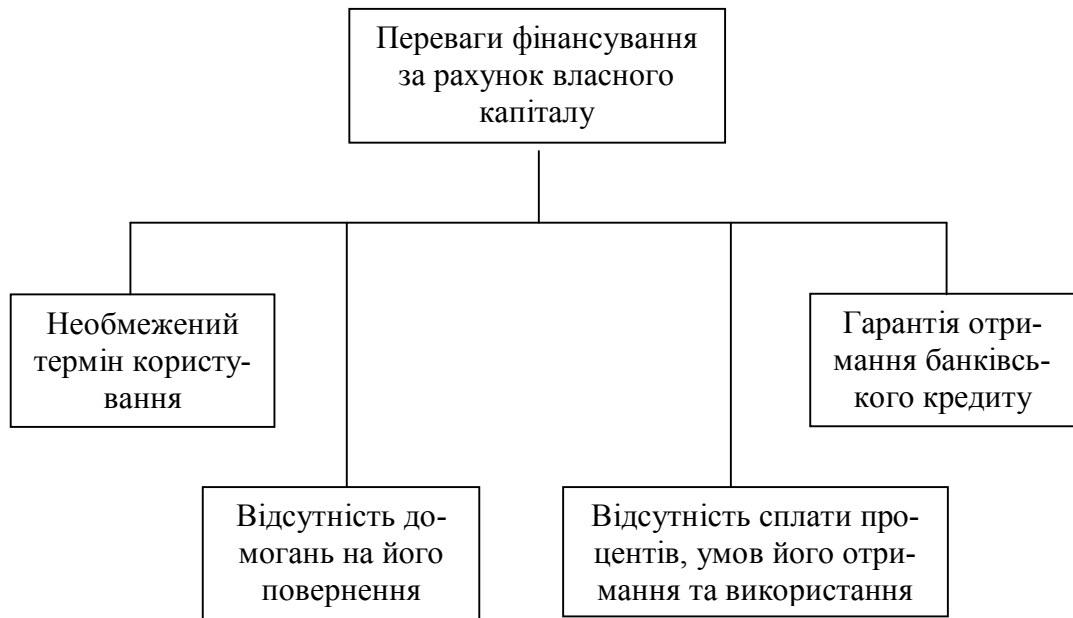 Переваги фінансування
за рахунок власного
капіталу
Необмежений
термін користу-
вання
Гарантія отри-
мання банківсь-
кого кредиту
Відсутність до-
могань на його
повернення
Відсутність сплати про-
центів, умов його отри-
мання та використання